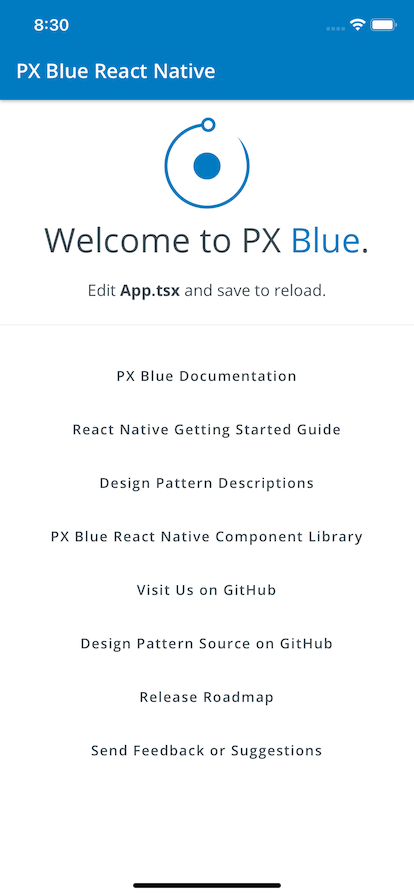 8:30
PX Blue React Native
Welcome to PX Blue.
Edit App.tsx and save to reload.
PX Blue Documentation
React Native Getting Started Guide
Design Pattern Descriptions
PX Blue React Native Component Library
Visit Us on GitHub
Design Pattern Source on GitHub
Release Roadmap
Send Feedback or Suggestions